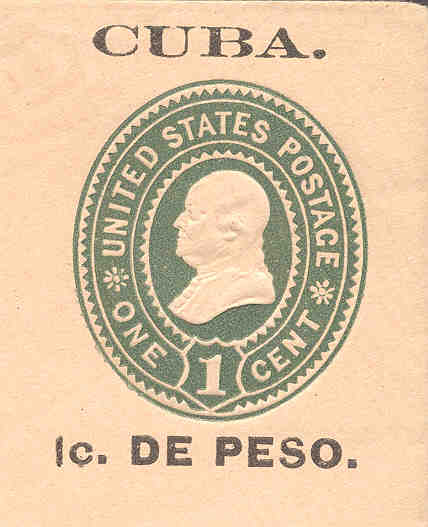 CUBA.
UNITED STATES POSTAGE
ONE CENT
1
1c. DE PESO.